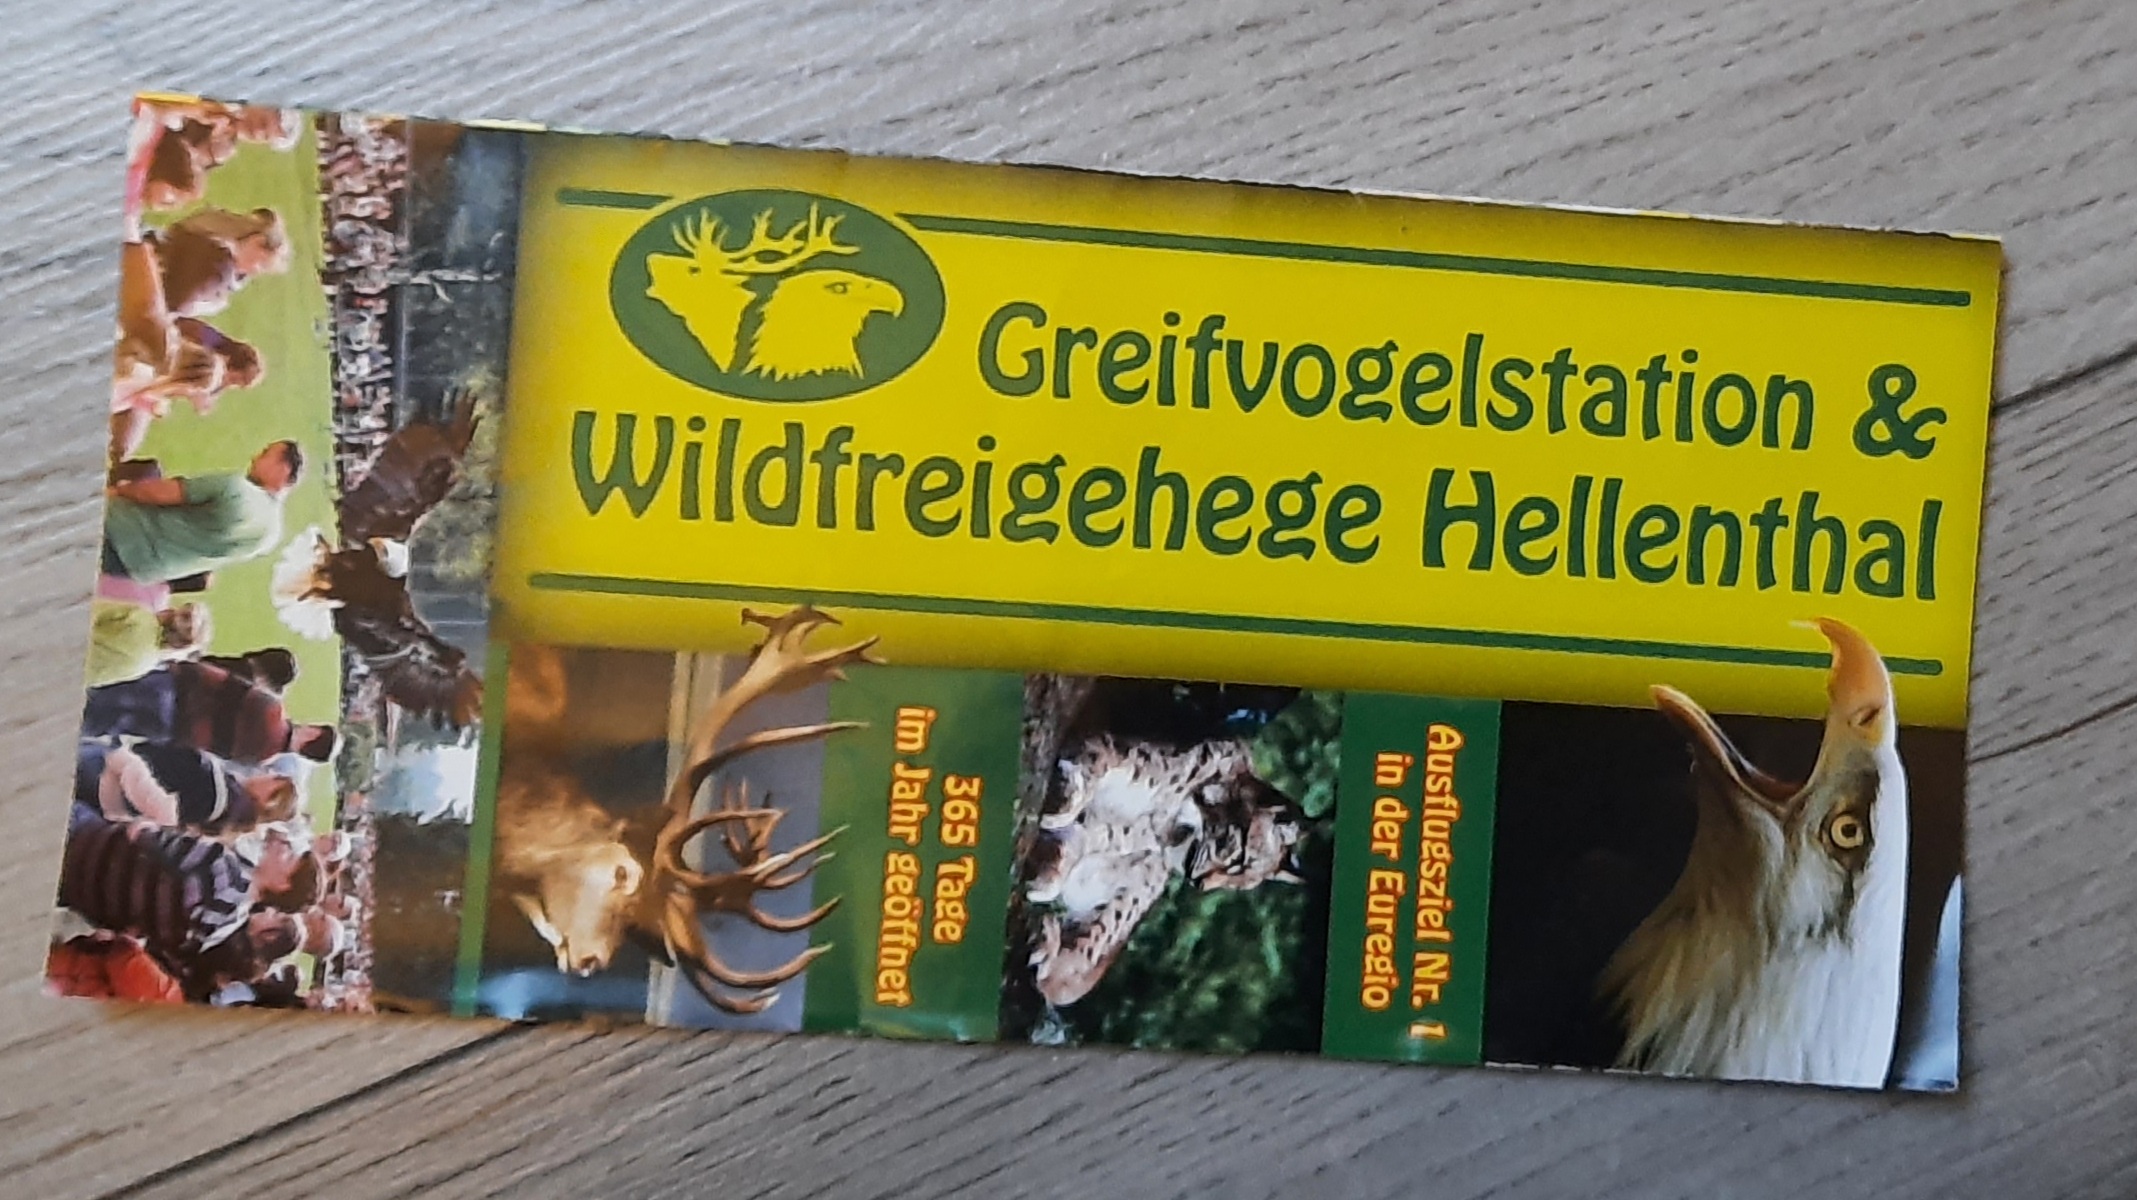 Greifvogelstation &
Wildfreigehege Hellenthal
365 Tage
im Jahr geöffnet
Ausflugsziel Nr. 1
in der Euregio